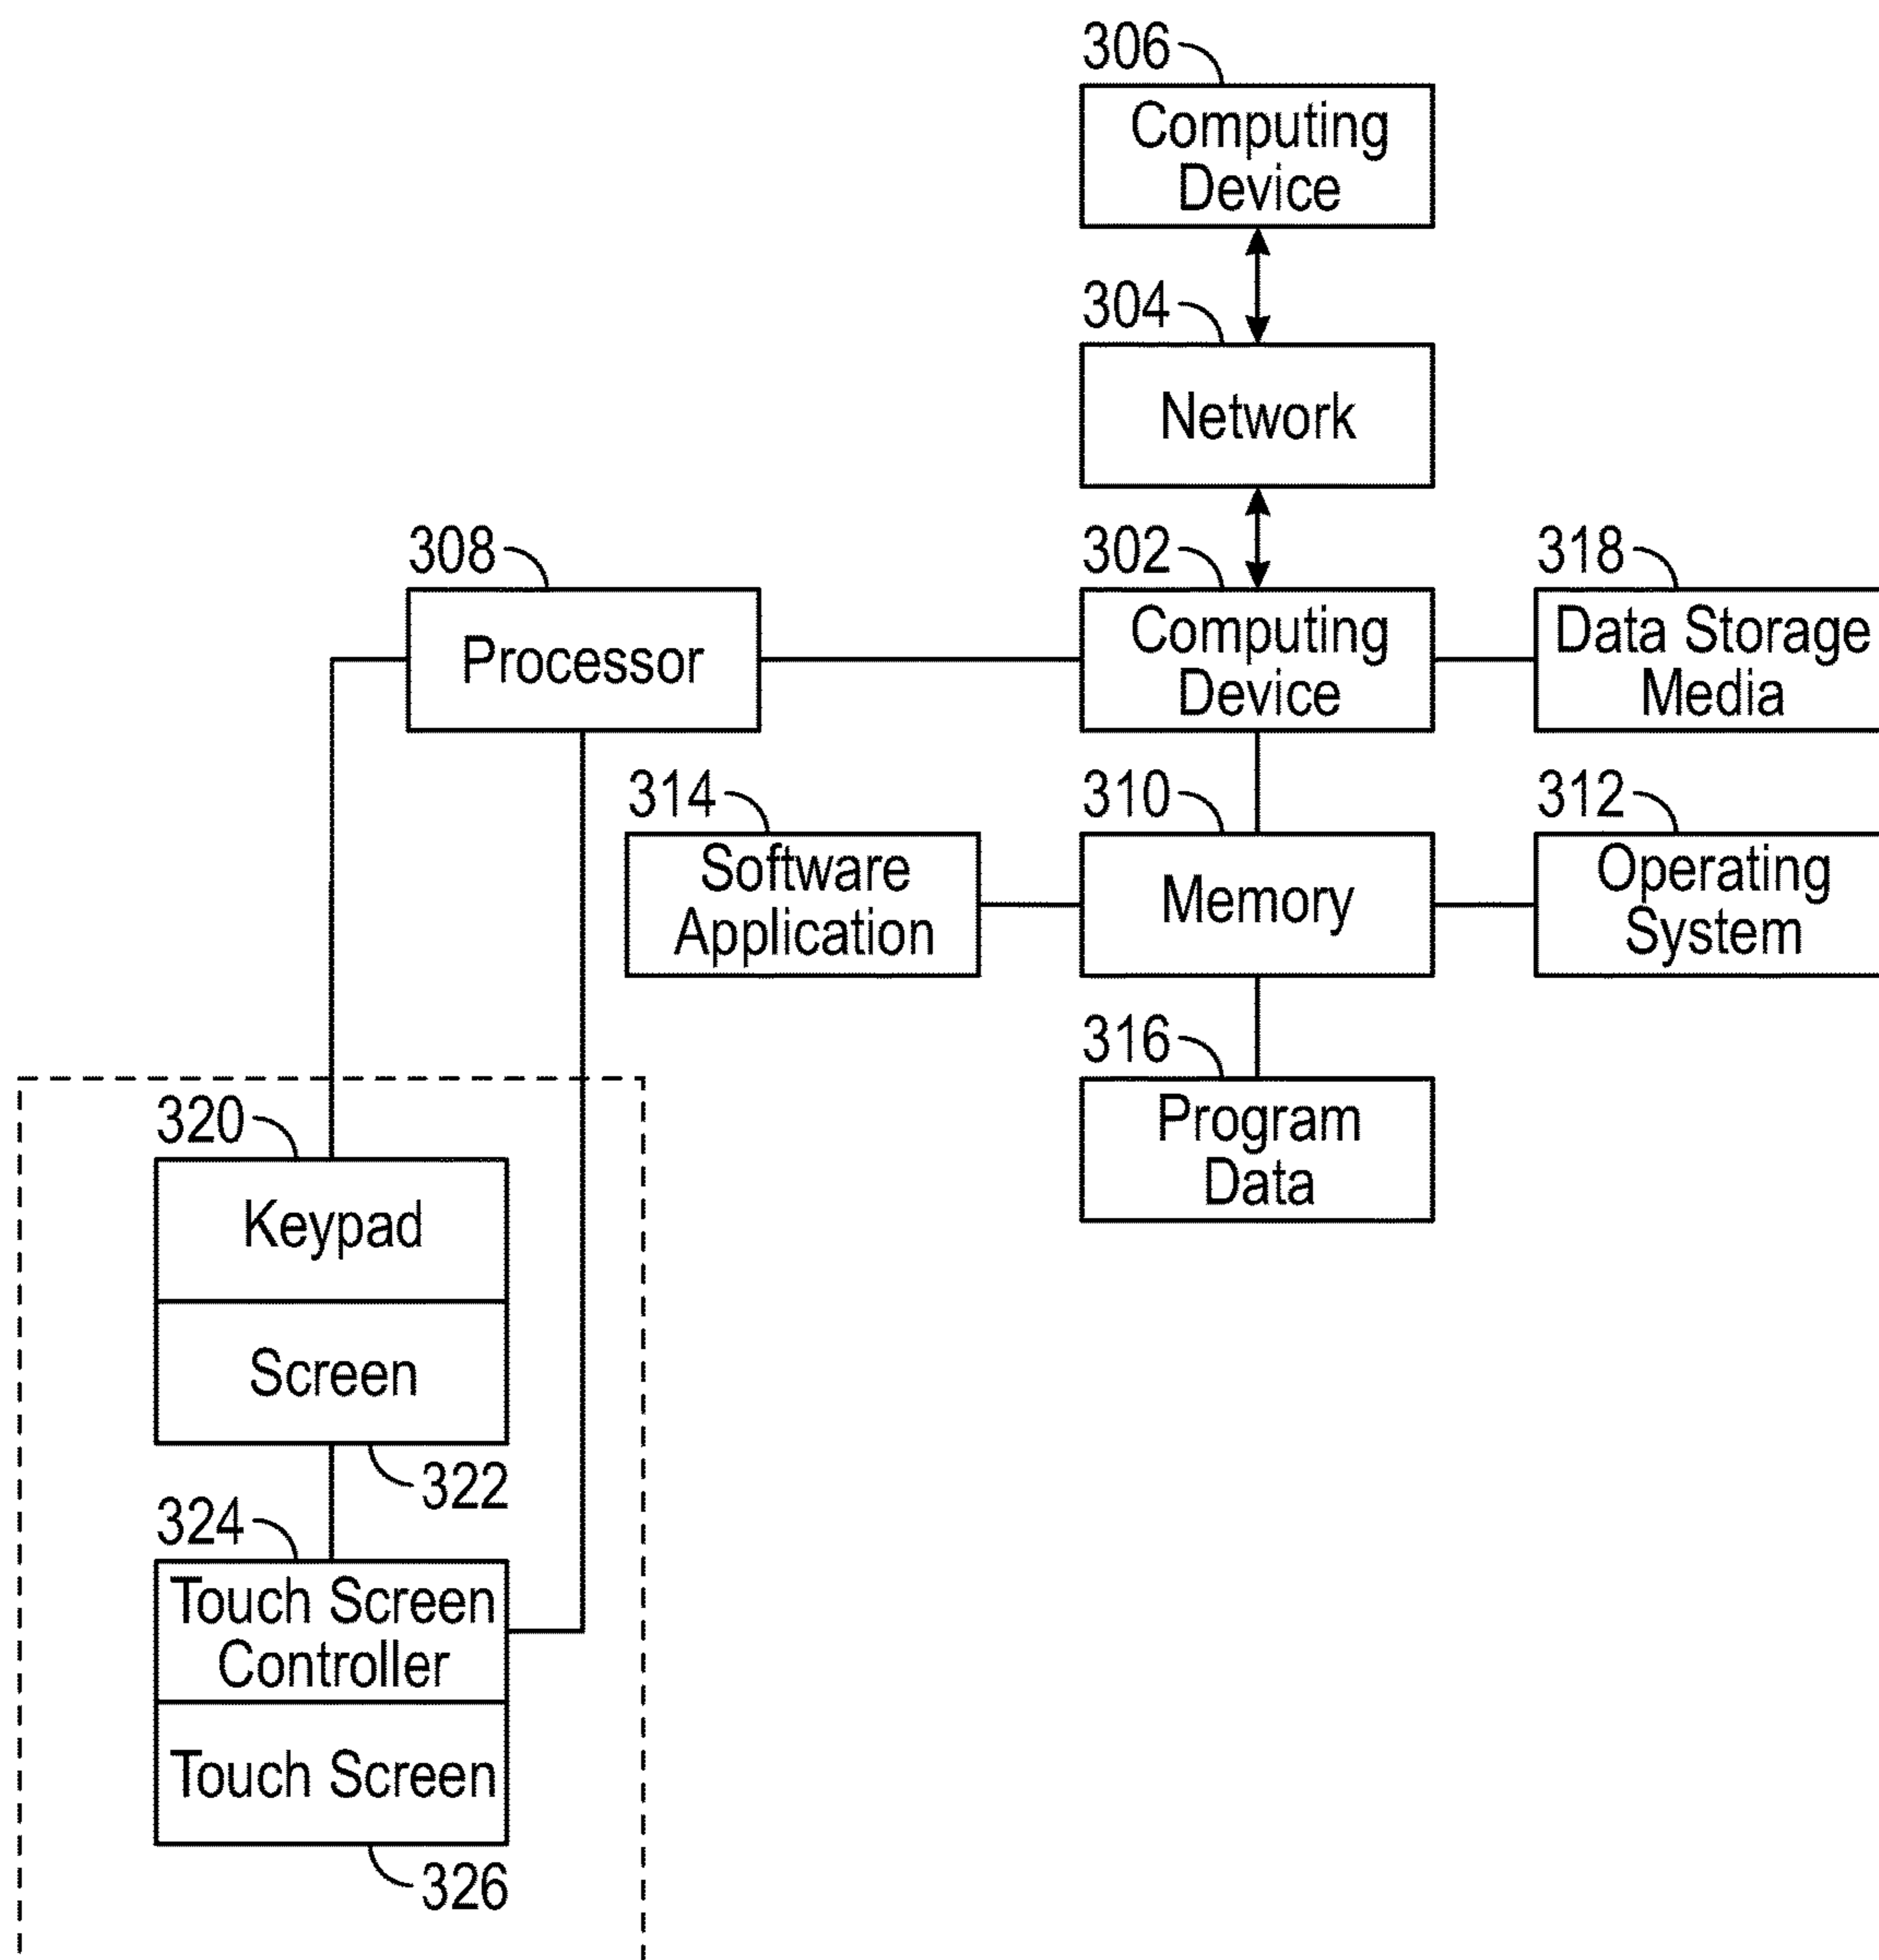 306
Computing
Device
304
Network
308
Processor
302
Computing
Device
318
Data Storage
Media
314
Software
Application
310
Memory
312
Operating
System
316
Program
Data
320
Keypad
Screen
322
324
Touch Screen
Controller
Touch Screen
326